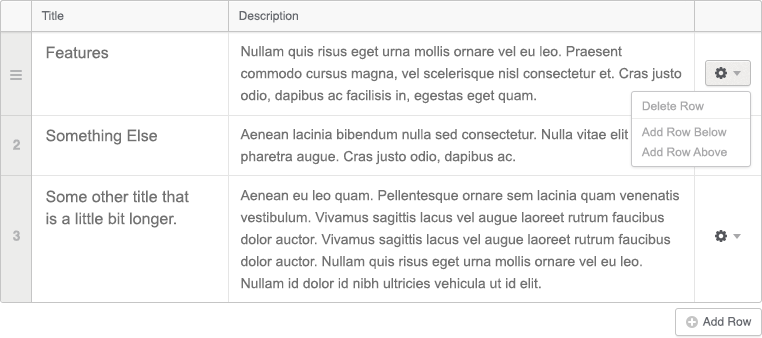 Title Description
Features
Nullam quis risus eget urna mollis ornare vel eu leo. Praesent
commodo cursus magna, vel scelerisque nisl consectetur et. Cras justo
odio, dapibus ac facilisis in, egestas eget quam.
Delete Row
Add Row Below
Add Row Above
2 Something Else
Aenean lacinia bibendum nulla sed consectetur. Nulla vitae elit
pharetra augue. Cras justo odio, dapibus ac.
3
Some other title that
is a little bit longer.
Aenean eu leo quam. Pellentesque ornare sem lacinia quam venenatis
vestibulum. Vivamus sagittis lacus vel augue laoreet rutrum faucibus
dolor auctor. Vivamus sagittis lacus vel augue laoreet rutrum faucibus
dolor auctor. Nullam quis risus eget urna mollis ornare vel eu leo.
Nullam id dolor id nibh ultricies vehicula ut id elit.
Add Row